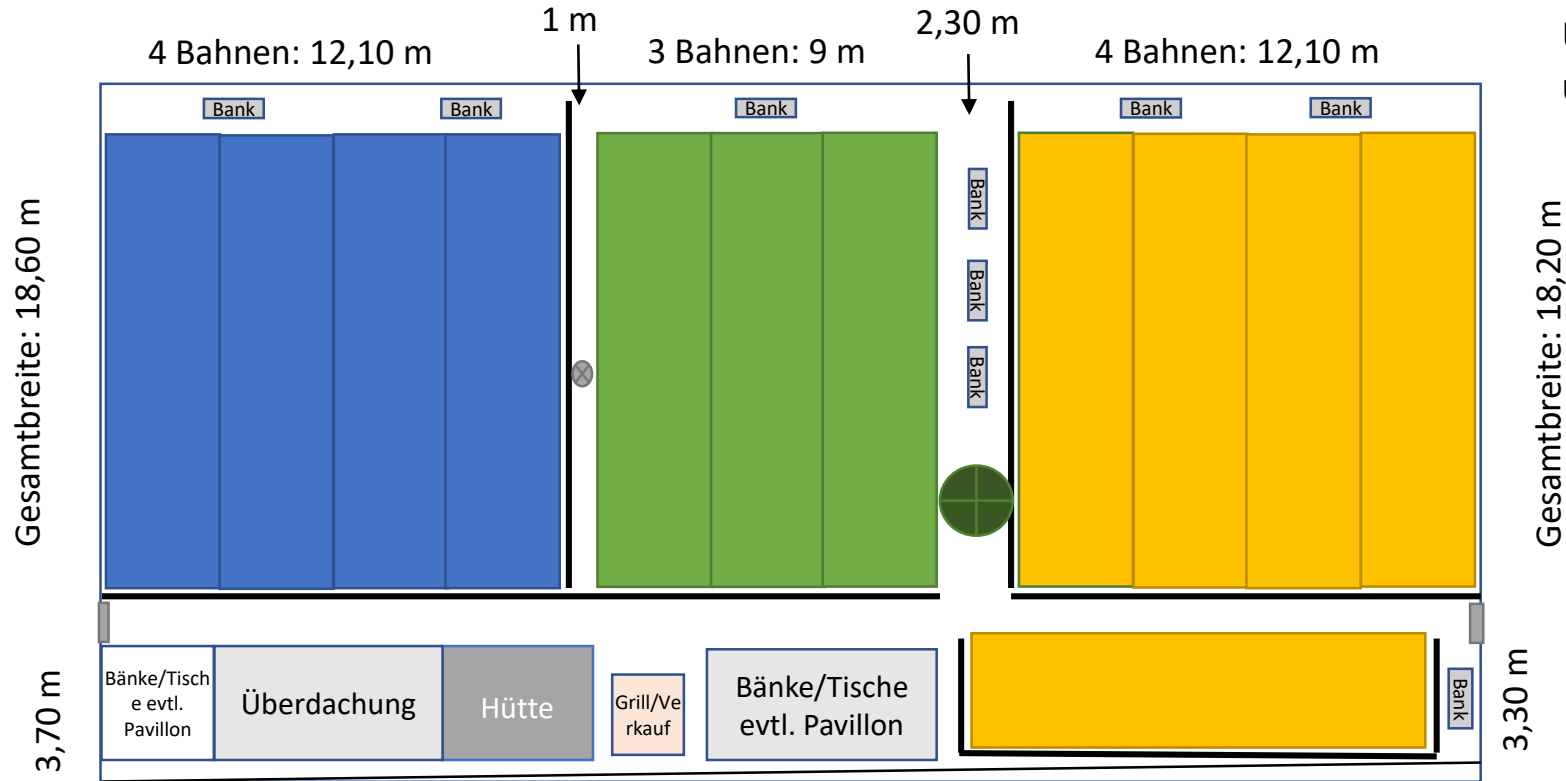 1 m
2,30 m
4 Bahnen: 12,10 m
3 Bahnen: 9 m
4 Bahnen: 12,10 m
Bank
Bank
Bank
Bank
Bank
Bank
Bank
Bank
Gesamtbreite: 18,60 m
Gesamtbreite: 18,20 m
3,70 m
Bänke/Tisch
e evtl.
Pavillon
Überdachung
Hütte
Grill/Ve
rkauf
Bänke/Tische
evtl. Pavillon
Bank
3,30 m